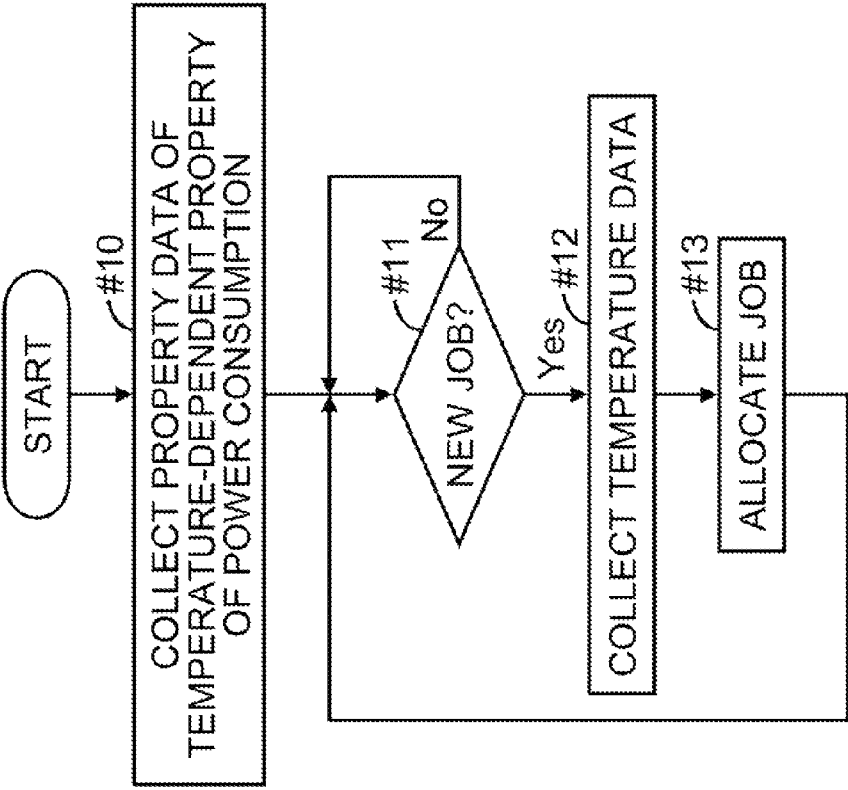 START
#10
COLLECT PROPERTY DATA OF
TEMPERATURE-DEPENDENT PROPERTY
OF POWER CONSUMPTION
#11
NEW JOB?
No
Yes
#12
COLLECT TEMPERATURE DATA
#13
ALLOCATE JOB